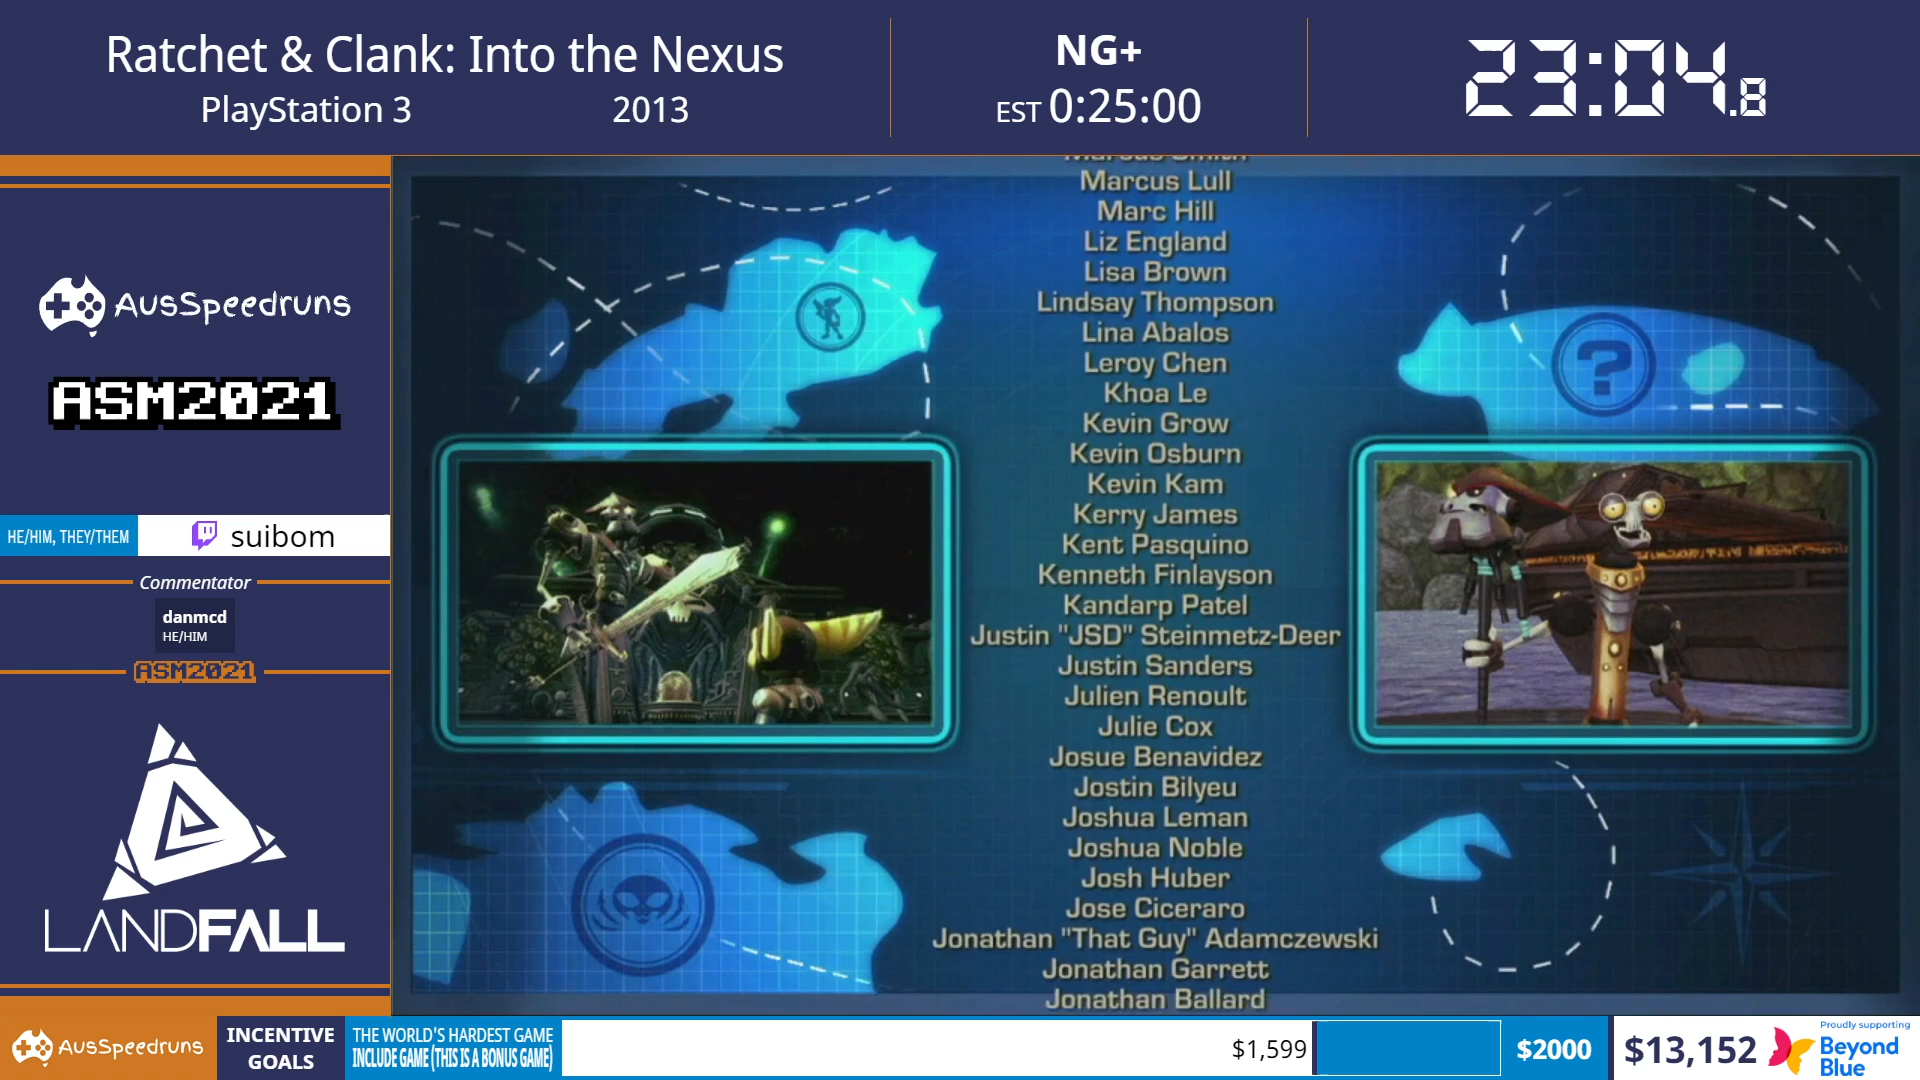 Ratchet & Clank: Into the Nexus
PlayStation 3
2013
NG+
EST 0:25:00
23:04.8
AusSpeedruns
ASM2021
HE/HIM, THEY/THEM
suibom
Commentator
danmcd
HE/HIM
ASM2021
LANDFALL
Marcus Smith
Marcus Lull
Marc Hill
Liz England
Lisa Brown
Lindsay Thompson
Lina Abalos
Leroy Chen
Khoa Le
Kevin Grow
Kevin Osburn
Kevin Kam
Kerry James
Kent Pasquino
Kenneth Finlayson
Kandarp Patel
Justin "JSD" Steinmetz-Deer
Justin Sanders
Julien Renoult
Julie Cox
Josue Benavidez
Jostin Bilyeu
Joshua Leman
Joshua Noble
Josh Huber
Jose Ciceraro
Jonathan "That Guy" Adamczewski
Jonathan Garrett
Jonathan Ballard
?
AusSpeedruns
INCENTIVE
GOALS
THE WORLD'S HARDEST GAME
INCLUDE GAME (THIS IS A BONUS GAME)
$1,599
$2000
$13,152
Proudly supporting
Beyond
Blue